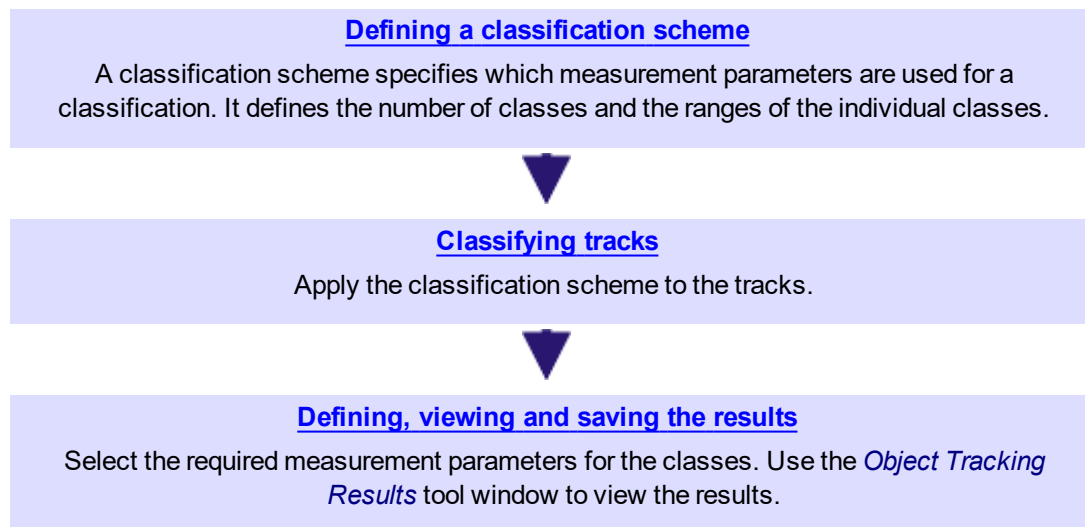 Defining a classification scheme
A classification scheme specifies which measurement parameters are used for a
classification. It defines the number of classes and the ranges of the individual classes.
Classifying tracks
Apply the classification scheme to the tracks.
Defining, viewing and saving the results
Select the required measurement parameters for the classes. Use the Object Tracking
Results tool window to view the results.